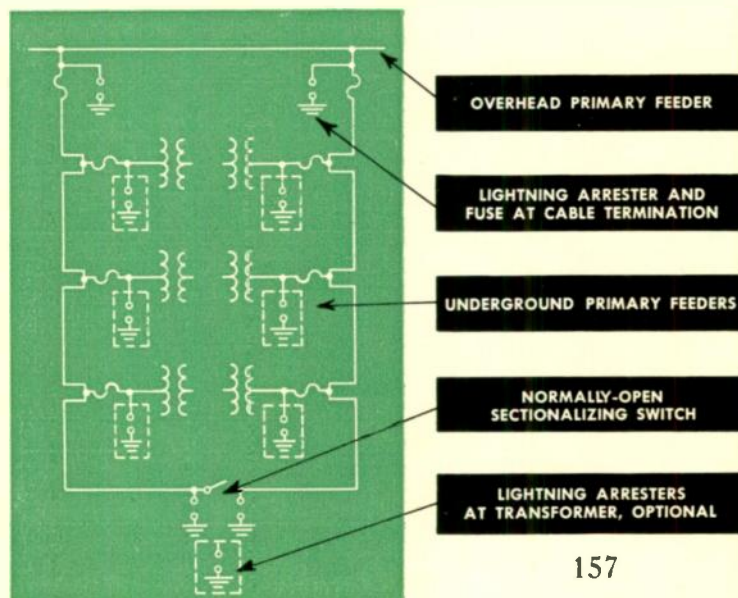 OVERHEAD PRIMARY FEEDER
LIGHTNING ARRESTER AND
FUSE AT CABLE TERMINATION
UNDERGROUND PRIMARY FEEDERS
NORMALLY-OPEN
SECTIONALIZING SWITCH
LIGHTNING ARRESTERS
AT TRANSFORMER, OPTIONAL
157